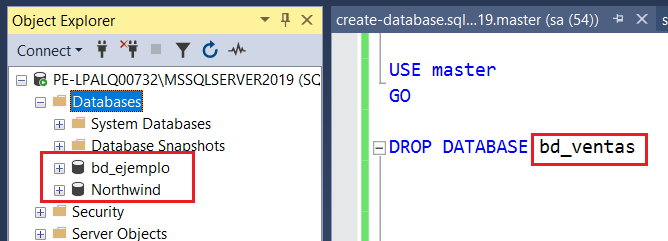 Object Explorer
Connect
PE-LPALQ00732\MSSQLSERVER2019 (SQ
Databases
System Databases
Database Snapshots
bd_ejemplo
Northwind
Security
Server Objects
create-database.sql...19.master (sa (54))
USE master
GO
DROP DATABASE bd_ventas